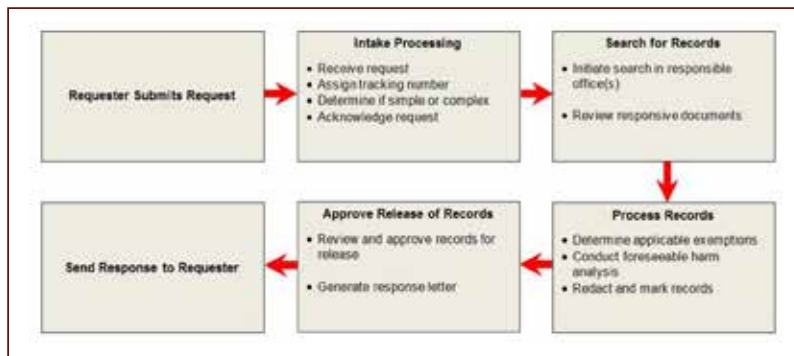 Requester Submits Request
Intake Processing
• Receive request
• Assign tracking number
• Determine if simple or complex
• Acknowledge request
Search for Records
• Initiate search in responsible
office(s)
• Review responsive documents
Process Records
• Determine applicable exemptions
• Conduct foreseeable harm
analysis
• Redact and mark records
Approve Release of Records
• Review and approve records for
release
• Generate response letter
Send Response to Requester